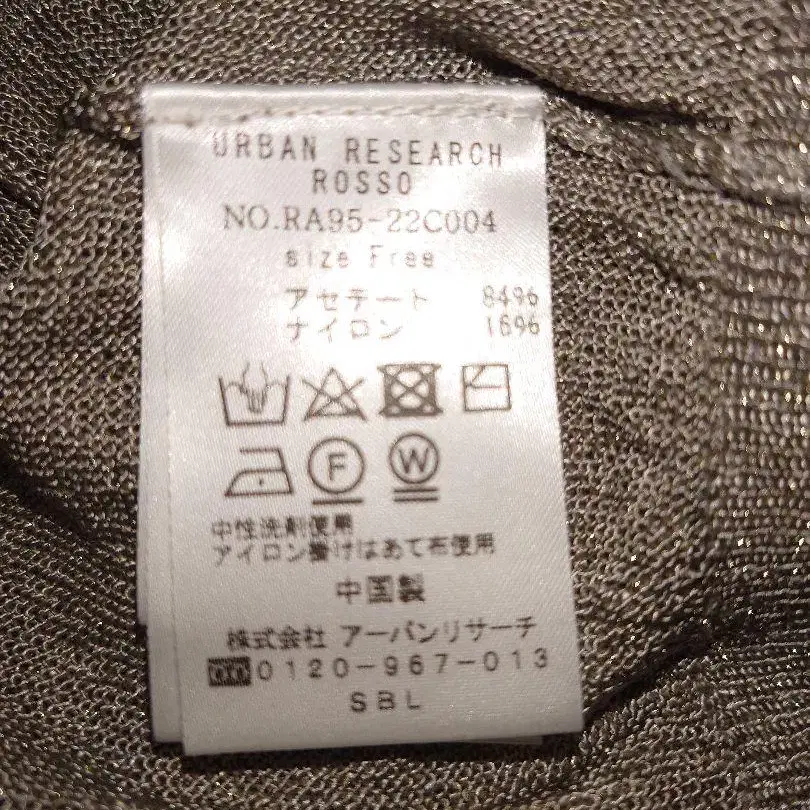 URBAN RESEARCH
ROSSO
NO.RA95-22C004
size Free
アセテート 84%
ナイロン 16%
F W
中性洗剤使用
アイロン掛けはあて布使用
中国製
株式会社 アーバンリサーチ
0120-967-013
SBL